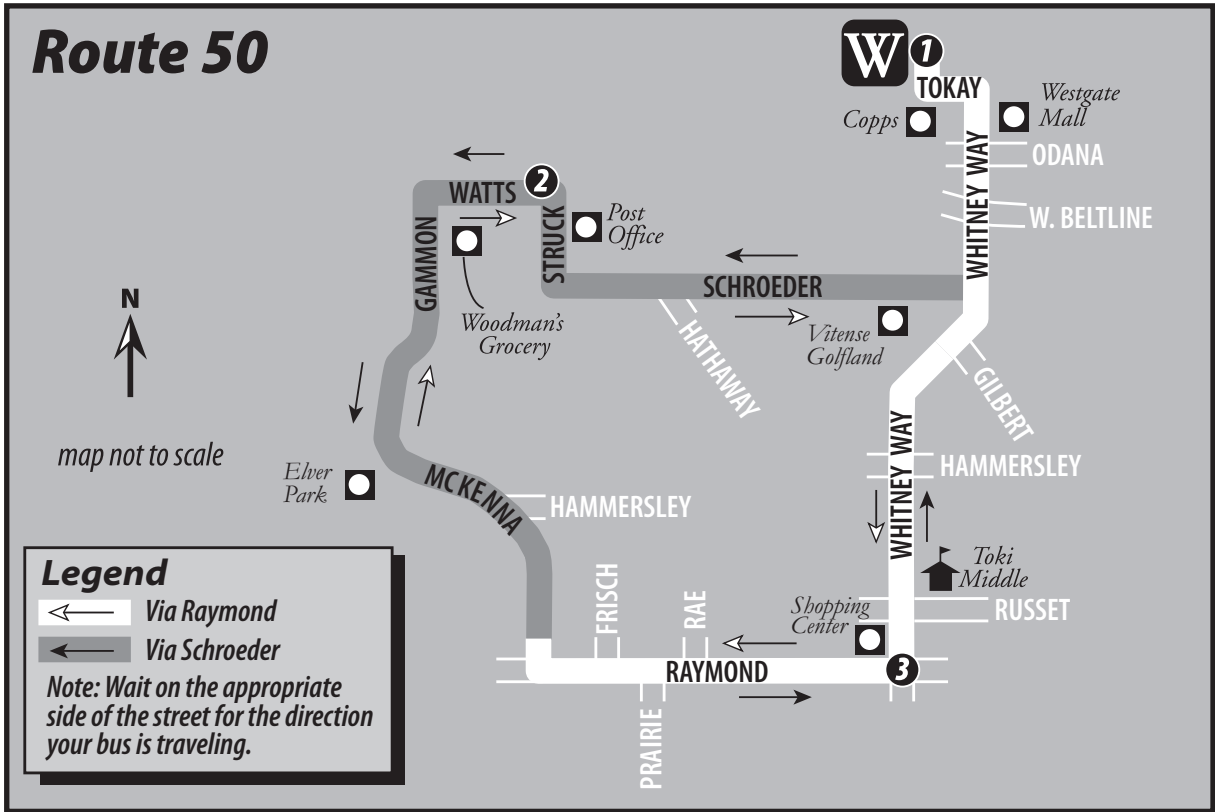 Route 50
W
1
TOKAY
Copps
Westgate
Mall
ODANA
WHITNEY WAY
W. BELTLINE
WATTS
2
STRUCK
Post
Office
GAMMON
Woodman's
Grocery
SCHROEDER
HATHAWAY
Vitense
Golfland
GILBERT
N
map not to scale
Elver
Park
MCKENNA
HAMMERSLEY
HAMMERSLEY
WHITNEY WAY
Toki
Middle
RUSSET
Shopping
Center
FRISCH
RAE
RAYMOND
3
PRAIRIE
Legend
Via Raymond
Via Schroeder
Note: Wait on the appropriate
side of the street for the direction
your bus is traveling.